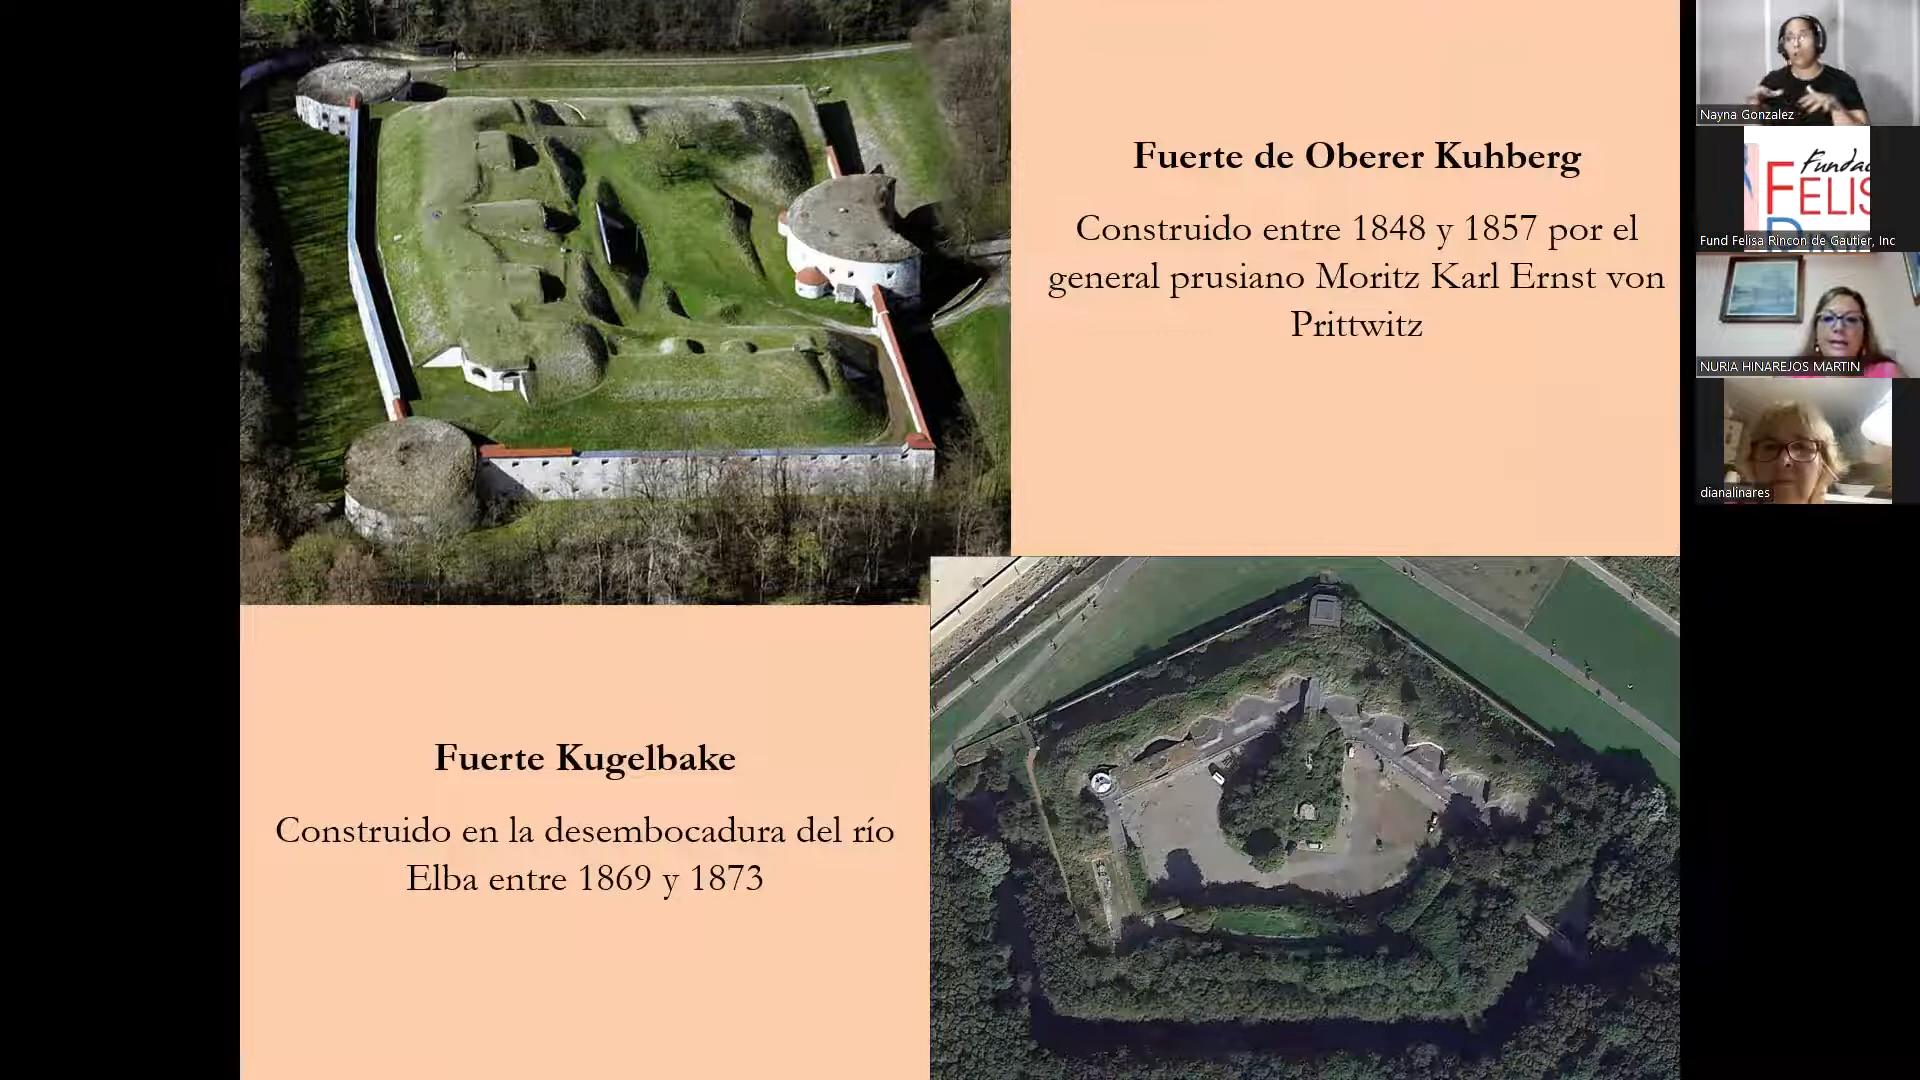 Fuerte de Oberer Kuhberg
Construido entre 1848 y 1857 por el
general prusiano Moritz Karl Ernst von
Prittwitz
Fuerte Kugelbake
Construido en la desembocadura del río
Elba entre 1869 y 1873
Nayna Gonzalez
Fundac
FELIS
Fund Felisa Rincon de Gautier, Inc
NURIA HINAREJOS MARTIN
dianalinares